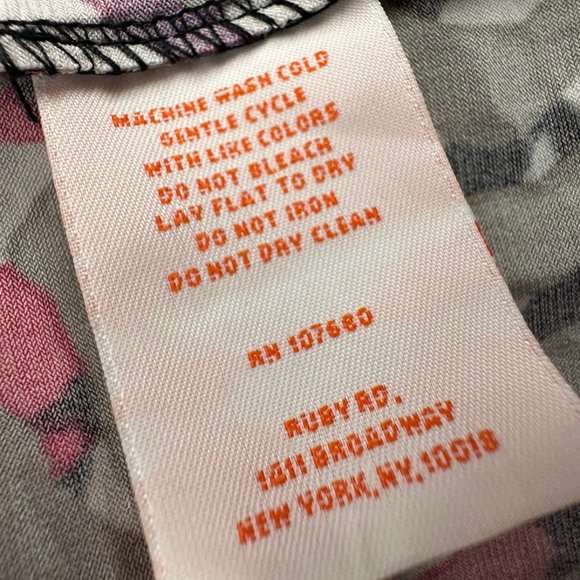 MACHINE WASH COLD
GENTLE CYCLE
WITH LIKE COLORS
DO NOT BLEACH
LAY FLAT TO DRY
DO NOT IRON
DO NOT DRY CLEAN
RN 107680
RUBY RD.
1411 BROADWAY
NEW YORK, NY, 10018